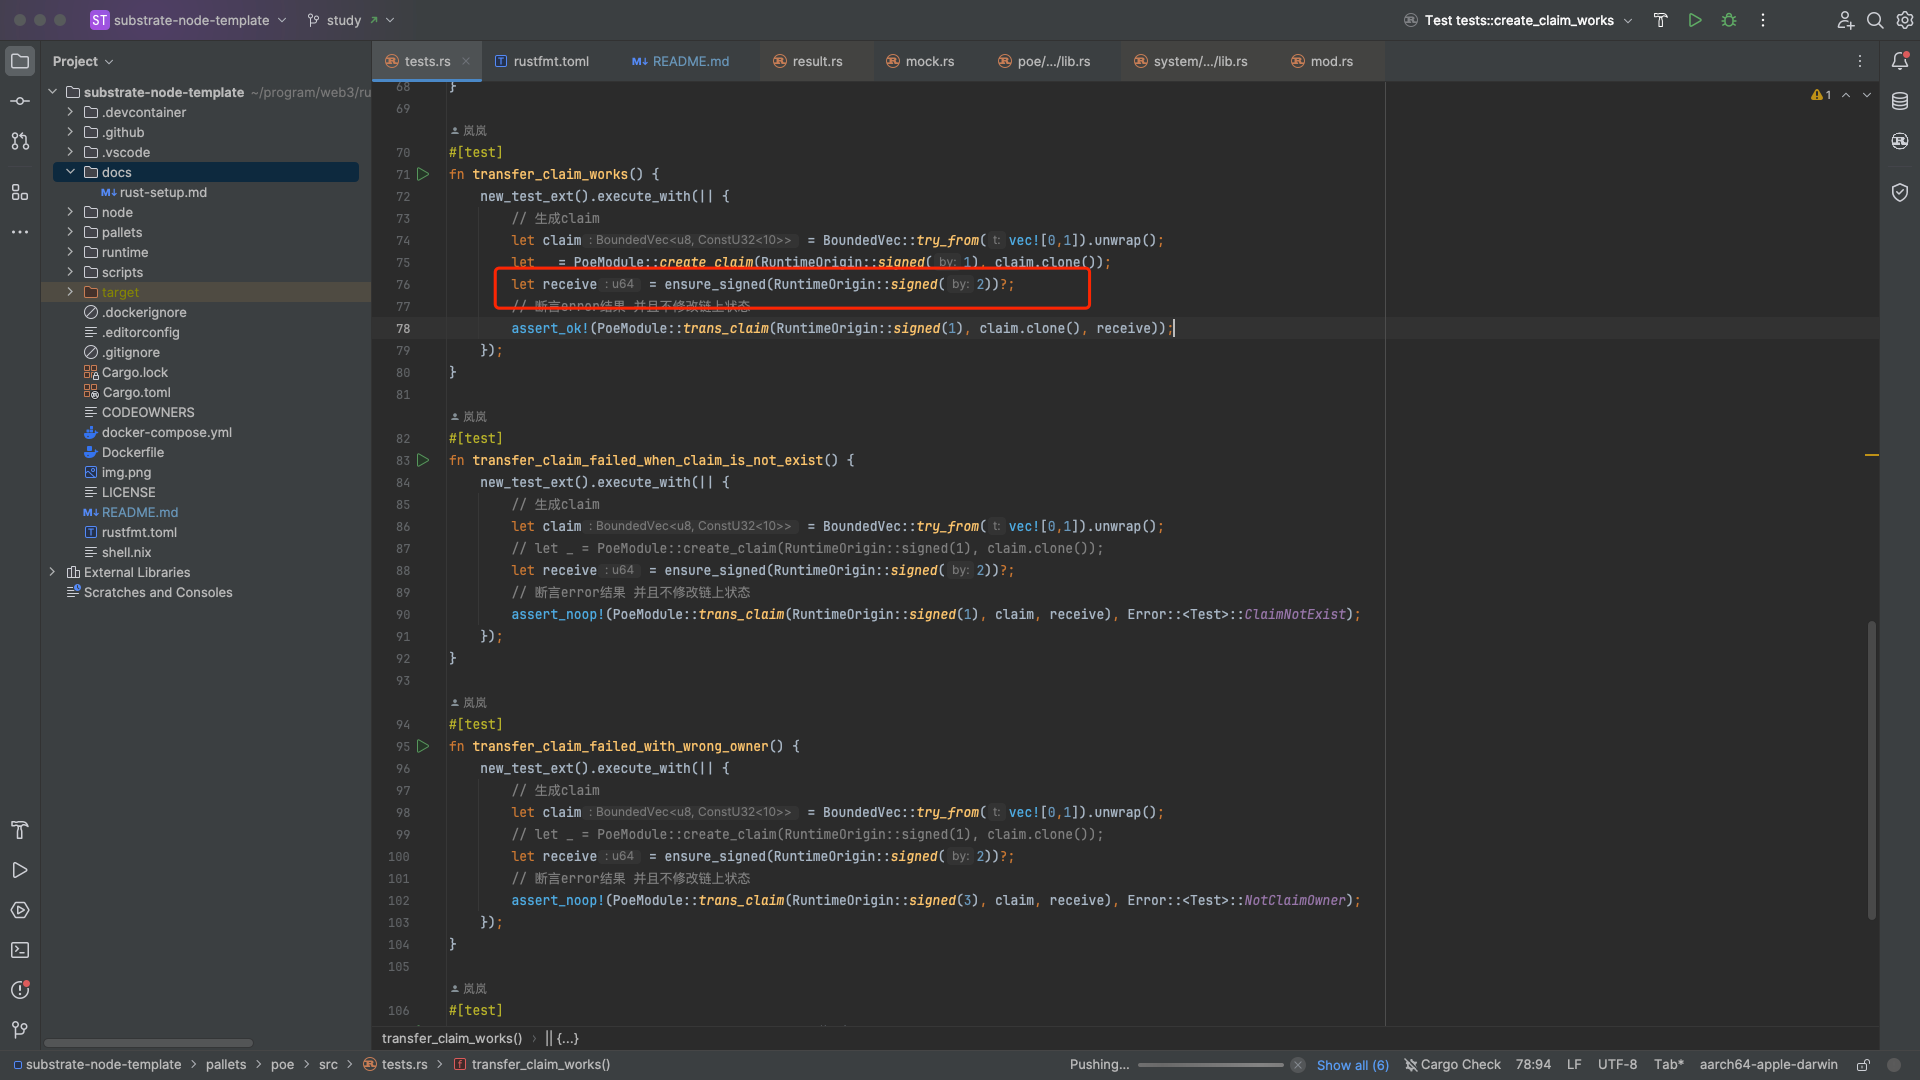 ST substrate-node-template study Test tests::create_claim_works
Project
tests.rs rustfmt.toml README.md result.rs mock.rs poe/.../lib.rs system/.../lib.rs mod.rs
substrate-node-template ~/program/web3/ru
.devcontainer
.github
.vscode
docs
rust-setup.md
node
pallets
runtime
scripts
target
.dockerignore
.editorconfig
.gitignore
Cargo.lock
Cargo.toml
CODEOWNERS
docker-compose.yml
Dockerfile
img.png
LICENSE
README.md
rustfmt.toml
shell.nix
External Libraries
Scratches and Consoles
1
68 }
69
岚岚
70 #[test]
71 fn transfer_claim_works() {
72 new_test_ext().execute_with(|| {
73 // 生成claim
74 let claim : BoundedVec<u8, ConstU32<10>> = BoundedVec::try_from( t: vec![0,1]).unwrap();
75 let _ = PoeModule::create_claim(RuntimeOrigin::signed( by: 1), claim.clone());
76 let receive : u64 = ensure_signed(RuntimeOrigin::signed( by: 2))?;
77 // 断言error结果 并且不修改链上状态
78 assert_ok!(PoeModule::trans_claim(RuntimeOrigin::signed(1), claim.clone(), receive));
79 });
80 }
81
岚岚
82 #[test]
83 fn transfer_claim_failed_when_claim_is_not_exist() {
84 new_test_ext().execute_with(|| {
85 // 生成claim
86 let claim : BoundedVec<u8, ConstU32<10>> = BoundedVec::try_from( t: vec![0,1]).unwrap();
87 // let _ = PoeModule::create_claim(RuntimeOrigin::signed(1), claim.clone());
88 let receive : u64 = ensure_signed(RuntimeOrigin::signed( by: 2))?;
89 // 断言error结果 并且不修改链上状态
90 assert_noop!(PoeModule::trans_claim(RuntimeOrigin::signed(1), claim, receive), Error::<Test>::ClaimNotExist);
91 });
92 }
93
岚岚
94 #[test]
95 fn transfer_claim_failed_with_wrong_owner() {
96 new_test_ext().execute_with(|| {
97 // 生成claim
98 let claim : BoundedVec<u8, ConstU32<10>> = BoundedVec::try_from( t: vec![0,1]).unwrap();
99 // let _ = PoeModule::create_claim(RuntimeOrigin::signed(1), claim.clone());
100 let receive : u64 = ensure_signed(RuntimeOrigin::signed( by: 2))?;
101 // 断言error结果 并且不修改链上状态
102 assert_noop!(PoeModule::trans_claim(RuntimeOrigin::signed(3), claim, receive), Error::<Test>::NotClaimOwner);
103 });
104 }
105
岚岚
106 #[test]
transfer_claim_works() › || {...}
substrate-node-template › pallets › poe › src › tests.rs › transfer_claim_works() Pushing... Show all (6) Cargo Check 78:94 LF UTF-8 Tab* aarch64-apple-darwin